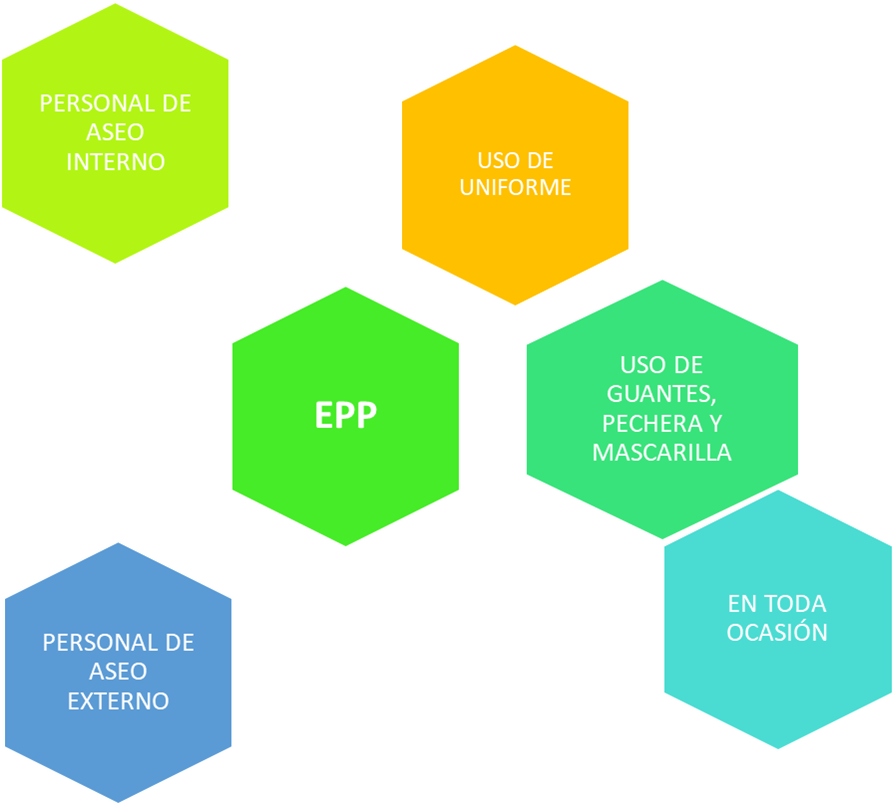 PERSONAL DE
ASEO
INTERNO
USO DE
UNIFORME
EPP
USO DE
GUANTES,
PECHERA Y
MASCARILLA
EN TODA
OCASIÓN
PERSONAL DE
ASEO
EXTERNO